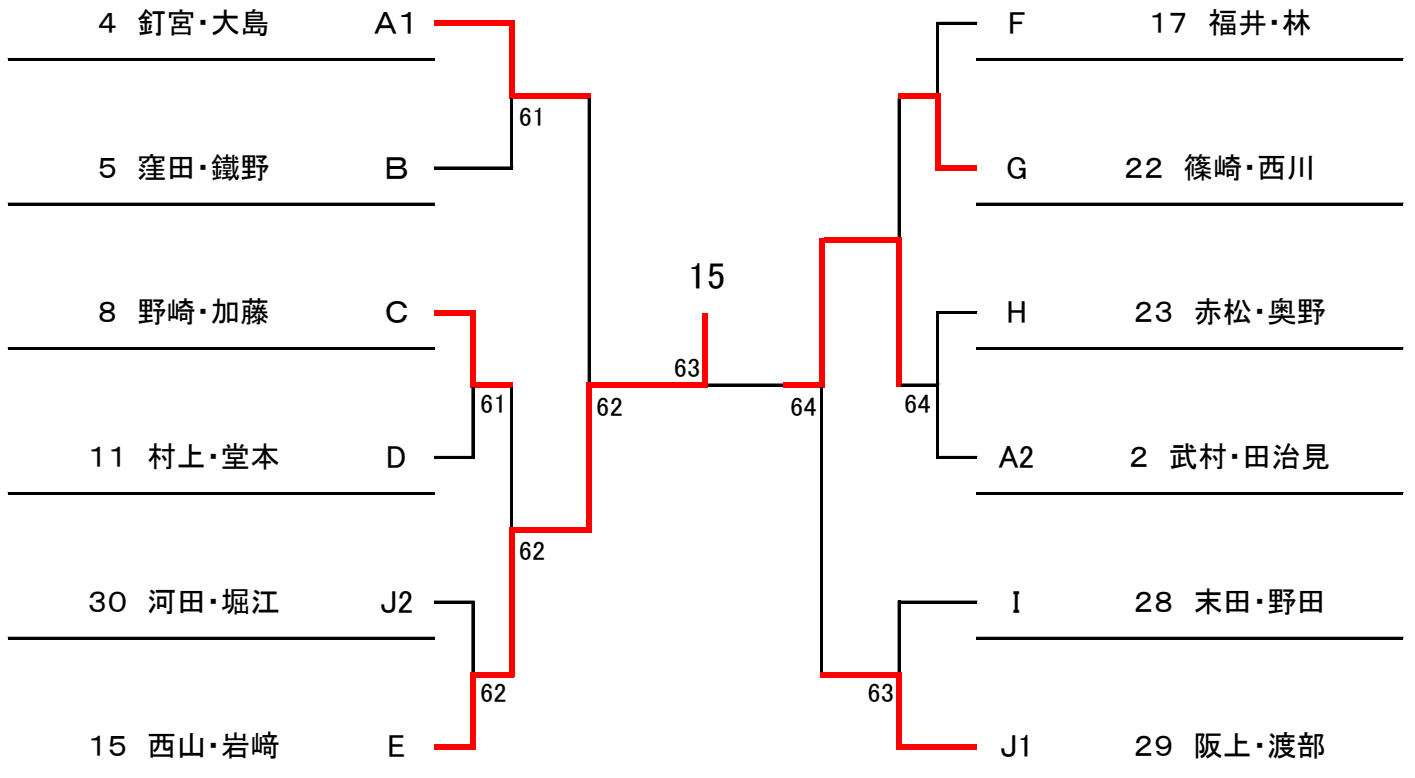 4 釘宮・大島 A1
61
5 窪田・鐵野 B
8 野崎・加藤 C
61
11 村上・堂本 D
62
62
30 河田・堀江 J2
62
15 西山・岩﨑 E
15
63
F 17 福井・林
G 22 篠崎・西川
H 23 赤松・奥野
64
64
A2 2 武村・田治見
I 28 末田・野田
63
J1 29 阪上・渡部